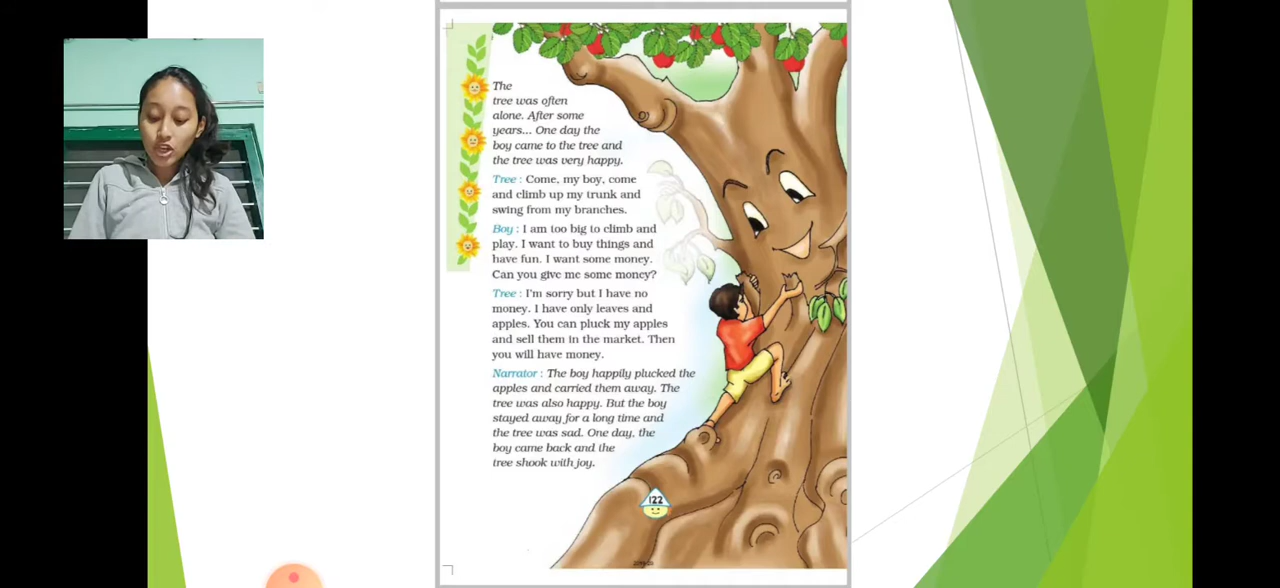 The
tree was often
alone. After some
years... One day the
boy came to the tree and
the tree was very happy.
Tree : Come, my boy, come
and climb up my trunk and
swing from my branches.
Boy : I am too big to climb and
play. I want to buy things and
have fun. I want some money.
Can you give me some money?
Tree : I'm sorry but I have no
money. I have only leaves and
apples. You can pluck my apples
and sell them in the market. Then
you will have money.
Narrator : The boy happily plucked the
apples and carried them away. The
tree was also happy. But the boy
stayed away for a long time and
the tree was sad. One day, the
boy came back and the
tree shook with joy.
122